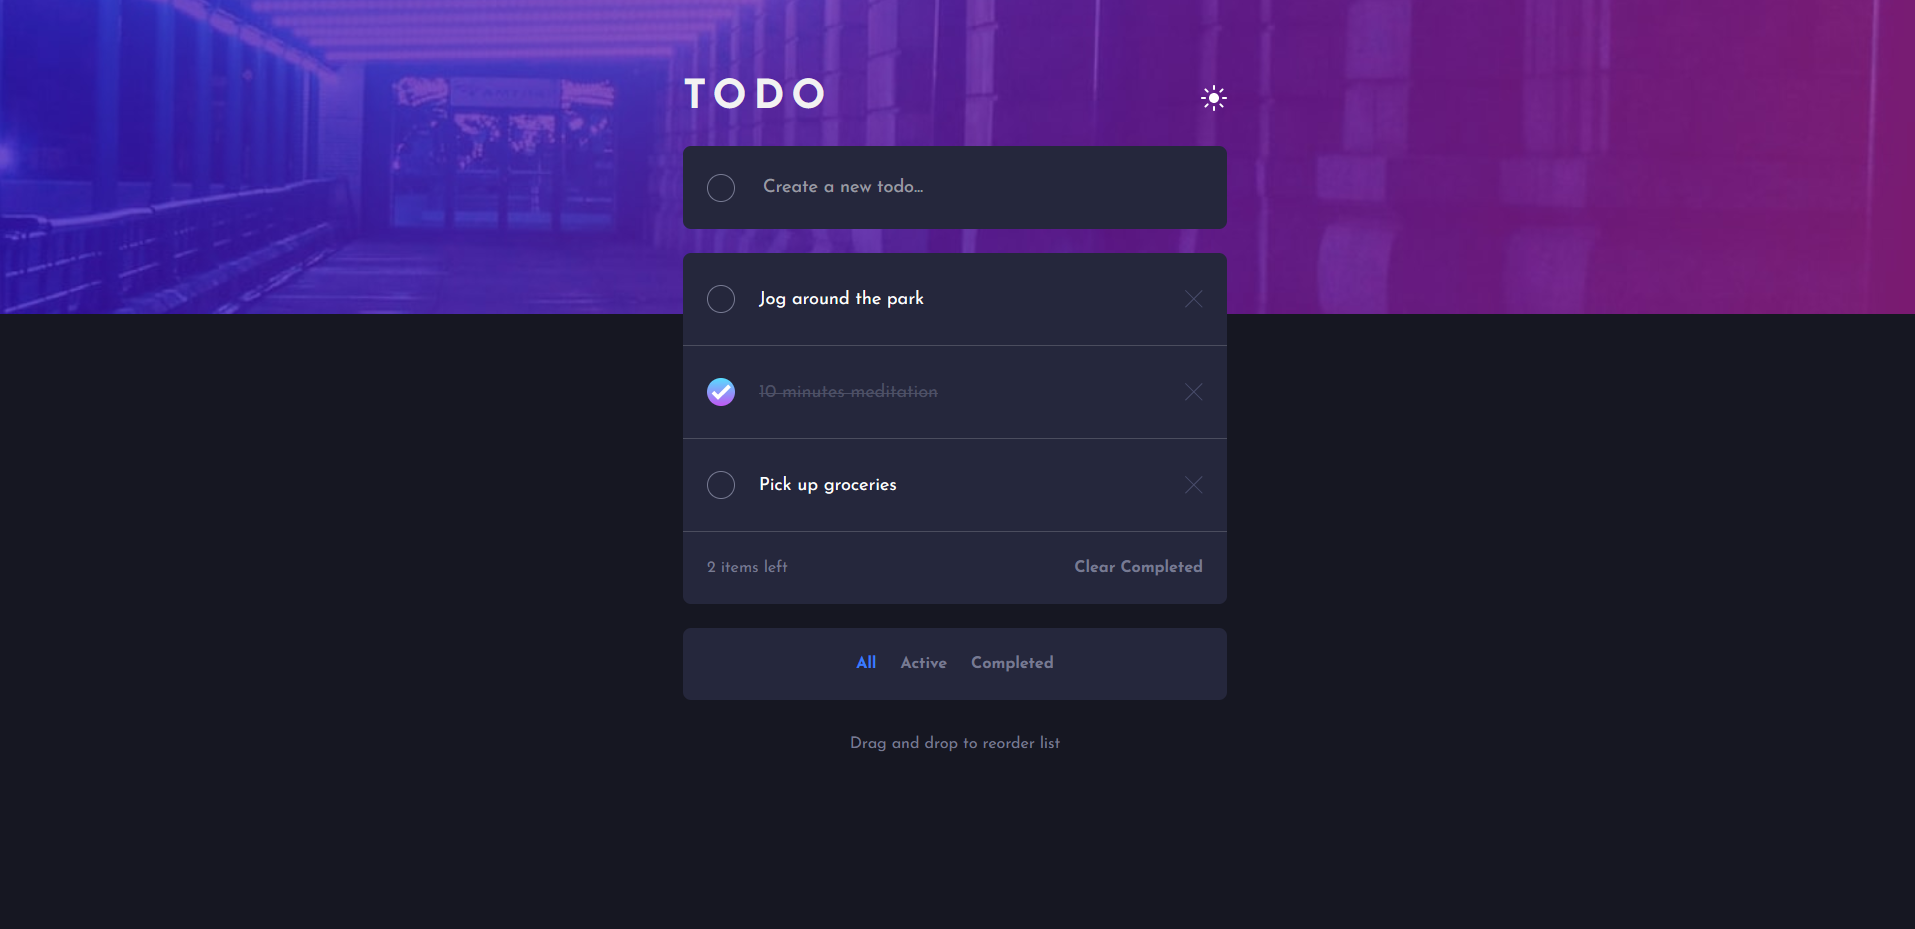 TODO
Create a new todo...
Jog around the park
10 minutes meditation
Pick up groceries
2 items left Clear Completed
All Active Completed
Drag and drop to reorder list